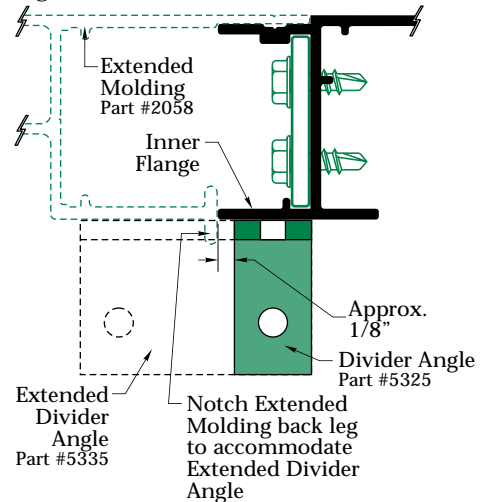 Extended
Molding
Part #2058
Inner
Flange
Approx.
1/8”
Divider Angle
Part #5325
Extended
Divider
Angle
Part #5335
Notch Extended
Molding back leg
to accommodate
Extended Divider
Angle